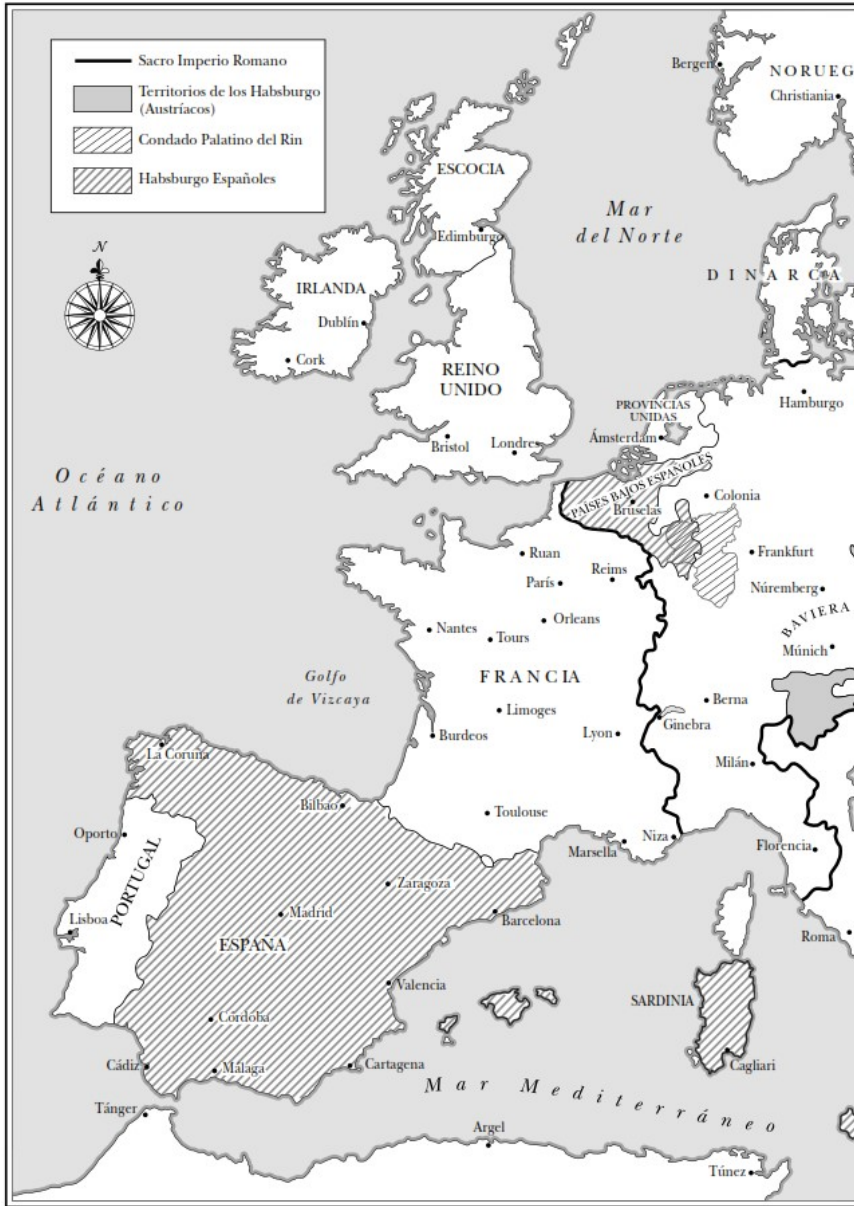 Sacro Imperio Romano
Territorios de los Habsburgo
(Austríacos)
Condado Palatino del Rin
Habsburgo Españoles
N
Bergen
NORUEG
Christiania
ESCOCIA
Edimburgo
Mar
del Norte
DINARCA
IRLANDA
Dublín
Cork
REINO
UNIDO
Bristol
Londres
Hamburgo
PROVINCIAS
UNIDAS
Ámsterdam
PAÍSES BAJOS ESPAÑOLES
Bruselas
Colonia
Océano
Atlántico
Ruan
París
Reims
Frankfurt
Núremberg
BAVIERA
Múnich
Nantes
Tours
Orleans
Golfo
de Vizcaya
FRANCIA
Limoges
Burdeos
Lyon
Ginebra
Berna
Milán
La Coruña
Bilbao
Toulouse
Marsella
Niza
Florencia
Oporto
PORTUGAL
Lisboa
Zaragoza
Madrid
Barcelona
ESPAÑA
Roma
Valencia
Córdoba
SARDINIA
Cagliari
Cádiz
Málaga
Cartagena
Mar Mediterráneo
Tánger
Argel
Túnez